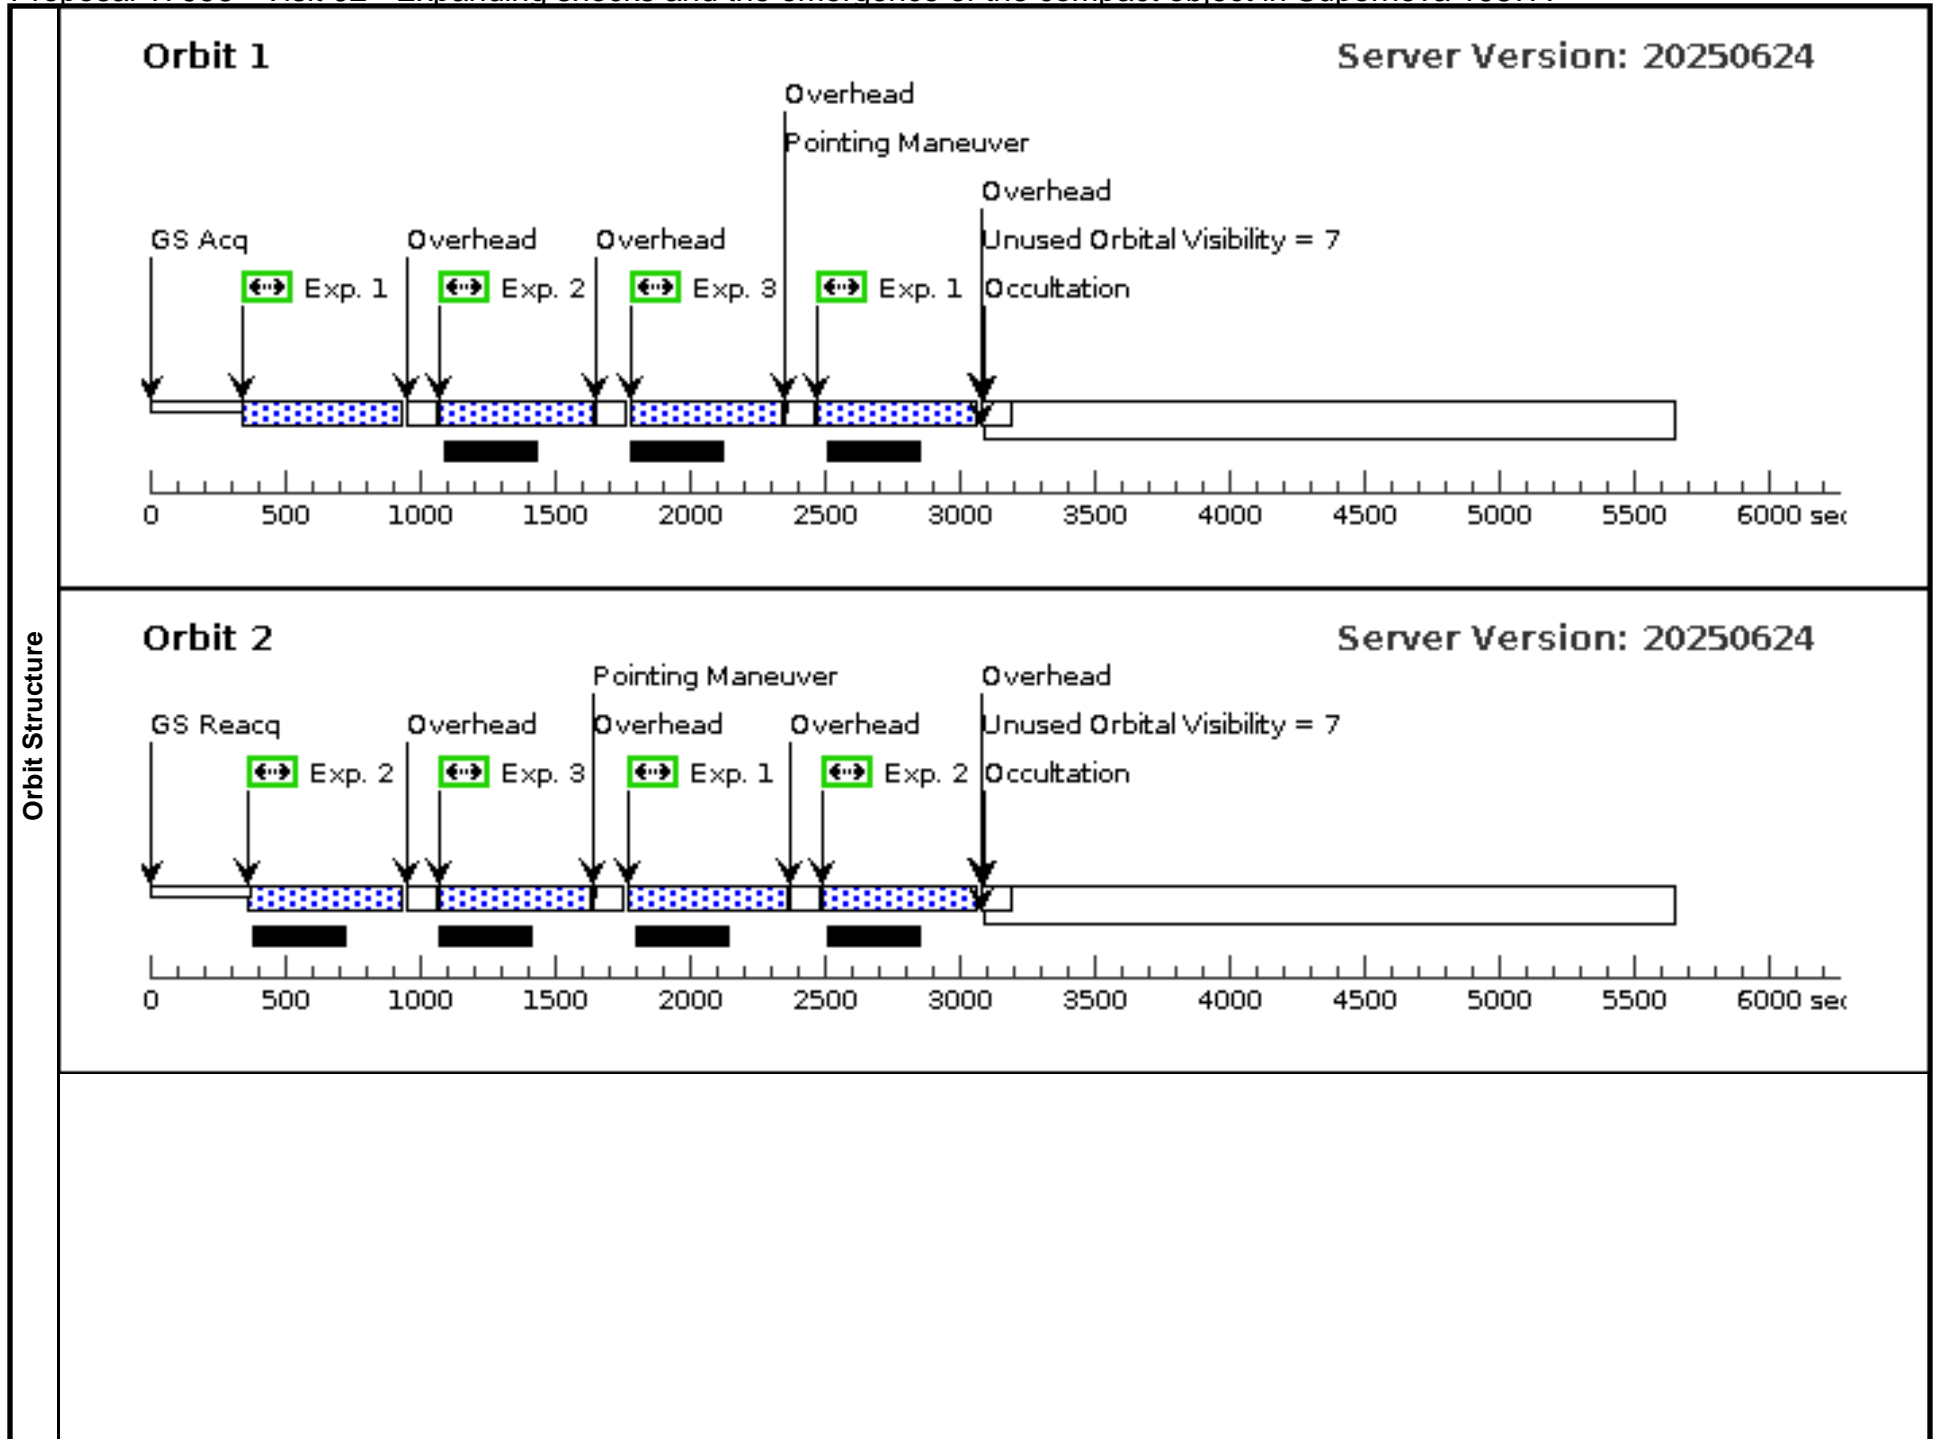 Orbit Structure
Orbit 1 Server Version: 20250624
Overhead
Pointing Maneuver
Overhead
GS Acq Overhead Overhead Unused Orbital Visibility = 7
Exp. 1 Exp. 2 Exp. 3 Exp. 1 Occultation
0 500 1000 1500 2000 2500 3000 3500 4000 4500 5000 5500 6000 sec
Orbit 2 Server Version: 20250624
Pointing Maneuver Overhead
GS Reacq Overhead Overhead Overhead Unused Orbital Visibility = 7
Exp. 2 Exp. 3 Exp. 1 Exp. 2 Occultation
0 500 1000 1500 2000 2500 3000 3500 4000 4500 5000 5500 6000 sec